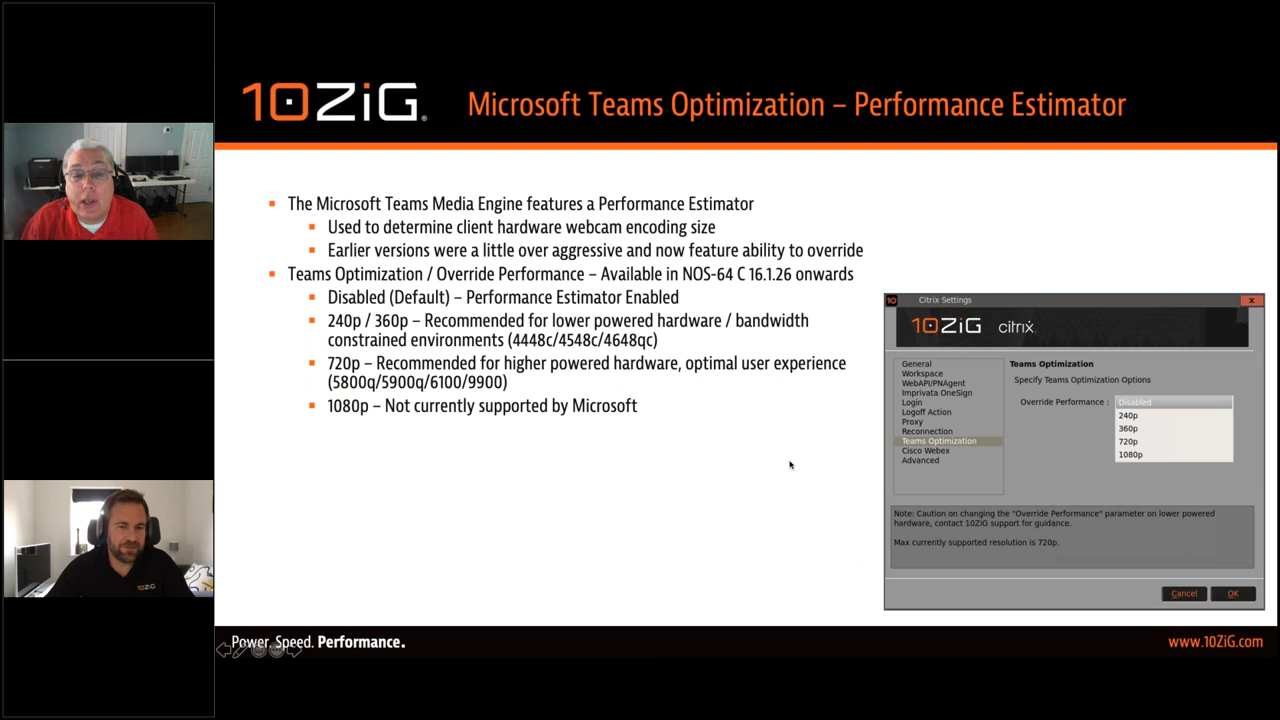 10ZiG®
Microsoft Teams Optimization – Performance Estimator
The Microsoft Teams Media Engine features a Performance Estimator
Used to determine client hardware webcam encoding size
Earlier versions were a little over aggressive and now feature ability to override
Teams Optimization / Override Performance – Available in NOS-64 C 16.1.26 onwards
Disabled (Default) – Performance Estimator Enabled
240p / 360p – Recommended for lower powered hardware / bandwidth
constrained environments (4448c/4548c/4648qc)
720p – Recommended for higher powered hardware, optimal user experience
(5800q/5900q/6100/9900)
1080p – Not currently supported by Microsoft
10 Citrix Settings x
10ZiG citrix
General
Workspace
WebAPI/PNAgent
Imprivata OneSign
Login
Logoff Action
Proxy
Reconnection
Teams Optimization
Cisco Webex
Advanced
Teams Optimization
Specify Teams Optimization Options
Override Performance : Disabled
240p
360p
720p
1080p
Note: Caution on changing the "Override Performance" parameter on lower powered
hardware, contact 10ZiG support for guidance.
Max currently supported resolution is 720p.
Cancel OK
10ZiG
Power. Speed. Performance.
www.10ZiG.com